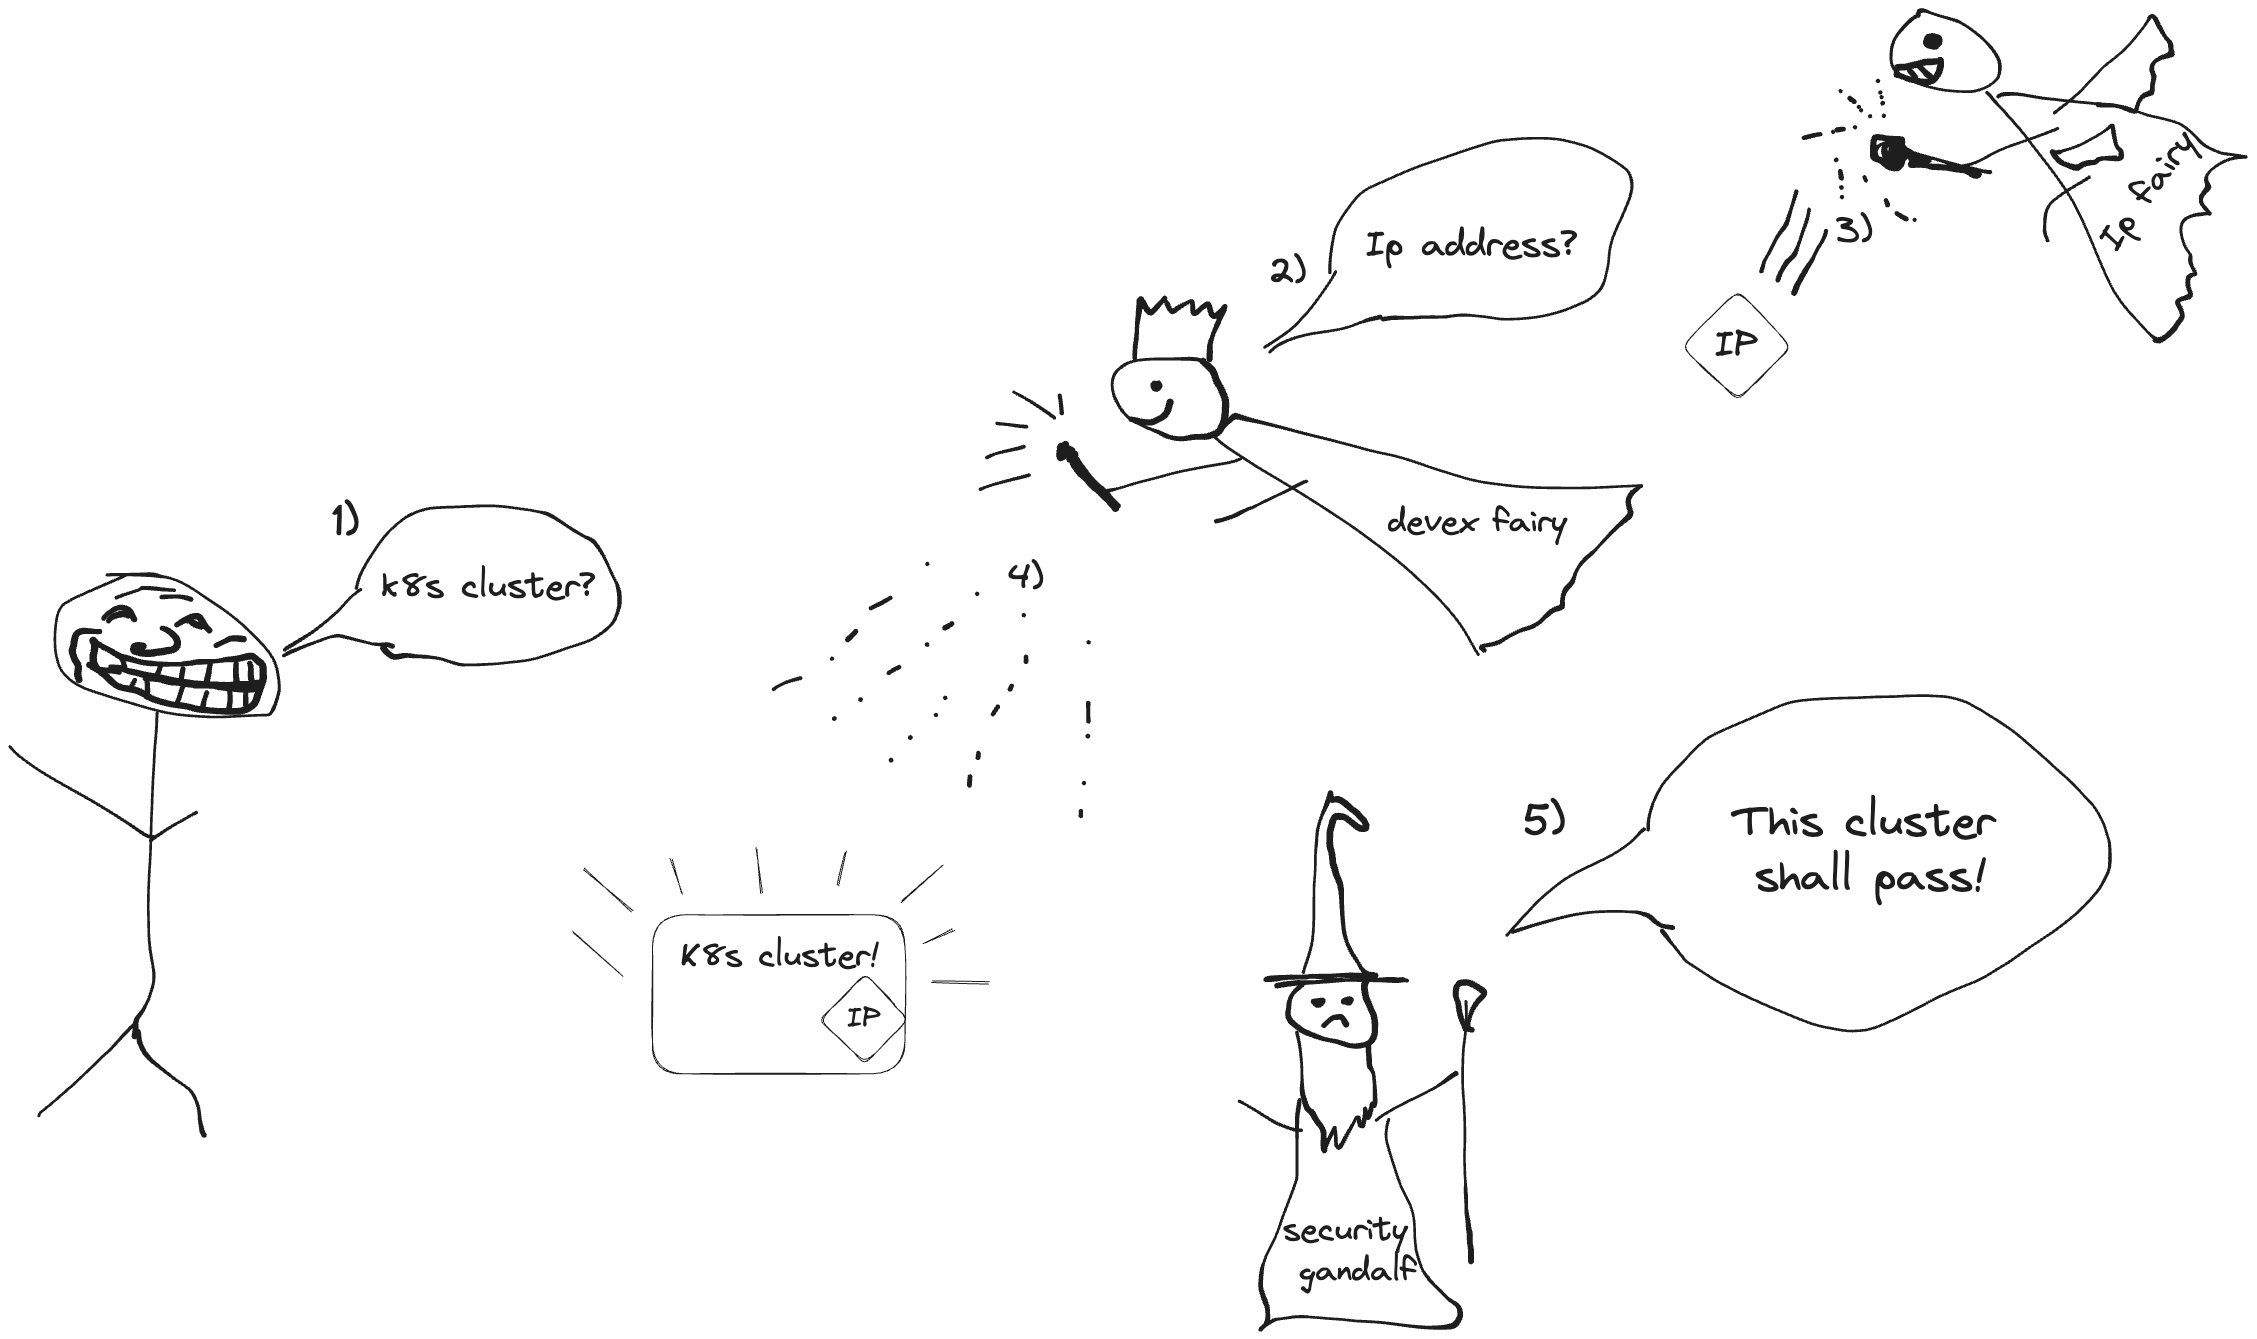 1)
k8s cluster?
2)
Ip address?
3)
Ip fairy
IP
devex fairy
4)
K8s cluster!
IP
5)
This cluster
shall pass!
security
gandalf